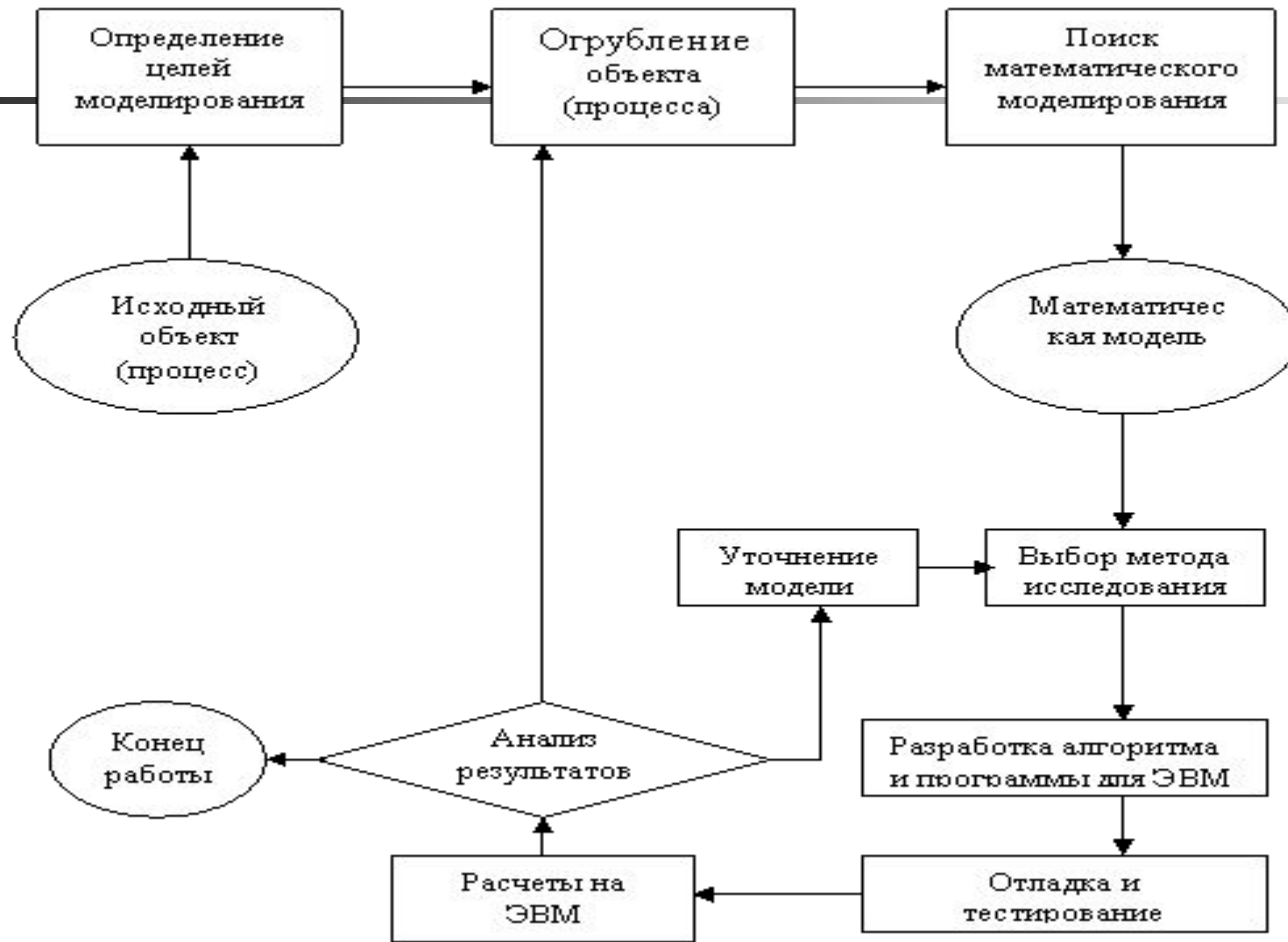 Определение
целей
моделирования
Огрубление
объекта
(процесса)
Поиск
математического
моделирования
Исходный
объект
(процесс)
Математичес
кая модель
Уточнение
модели
Выбор метода
исследования
Конец
работы
Анализ
результатов
Разработка алгоритма
и программы для ЭВМ
Расчеты на
ЭВМ
Отладка и
тестирование